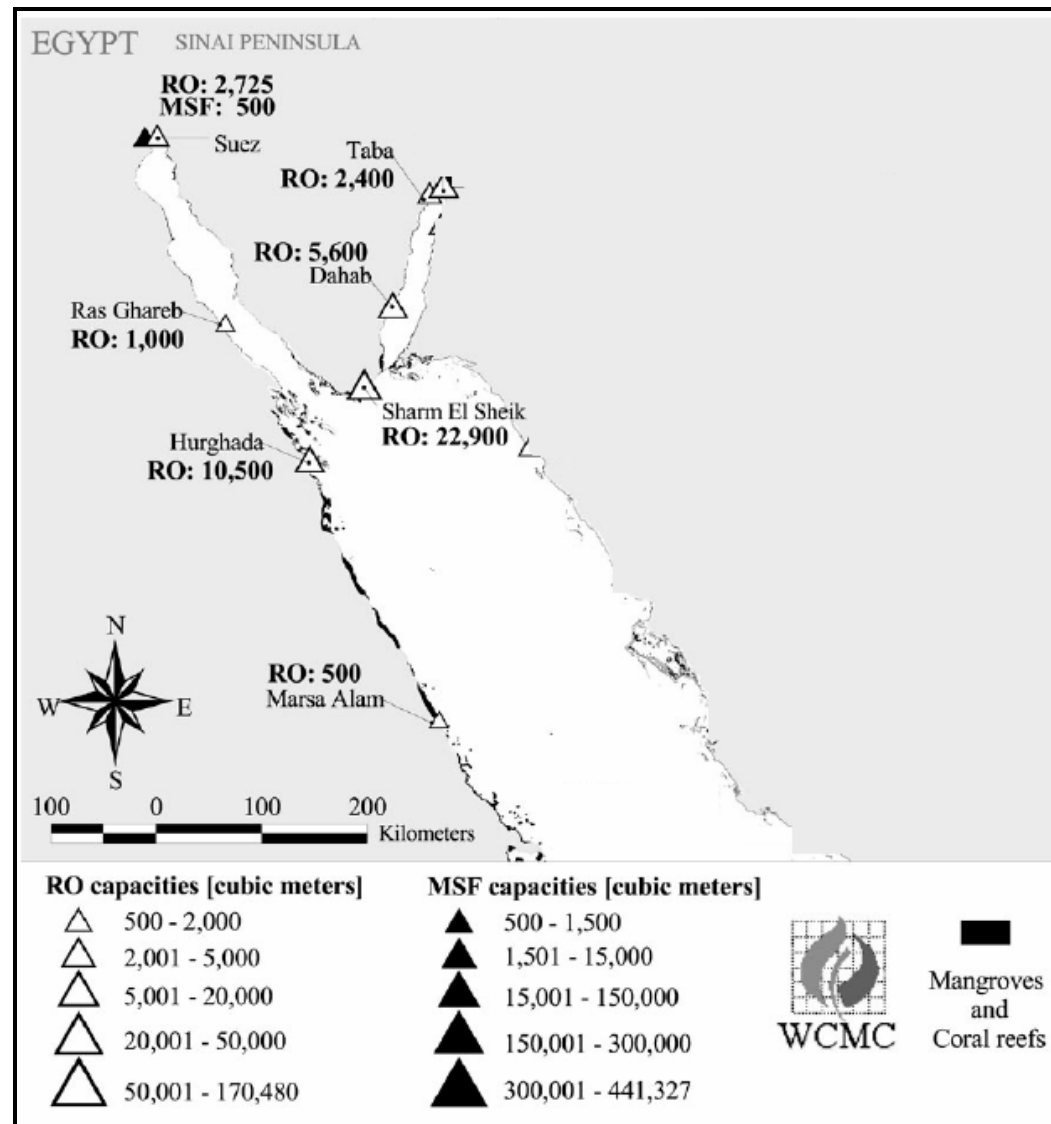 EGYPT SINAI PENINSULA
RO: 2,725
MSF: 500
Suez
Taba
RO: 2,400
RO: 5,600
Dahab
Ras Ghareb
RO: 1,000
Sharm El Sheik
RO: 22,900
Hurghada
RO: 10,500
RO: 500
Marsa Alam
N
W E
S
100 0 100 200
Kilometers
RO capacities [cubic meters]
500 - 2,000
2,001 - 5,000
5,001 - 20,000
20,001 - 50,000
50,001 - 170,480
MSF capacities [cubic meters]
500 - 1,500
1,501 - 15,000
15,001 - 150,000
150,001 - 300,000
300,001 - 441,327
WCMC
Mangroves
and
Coral reefs